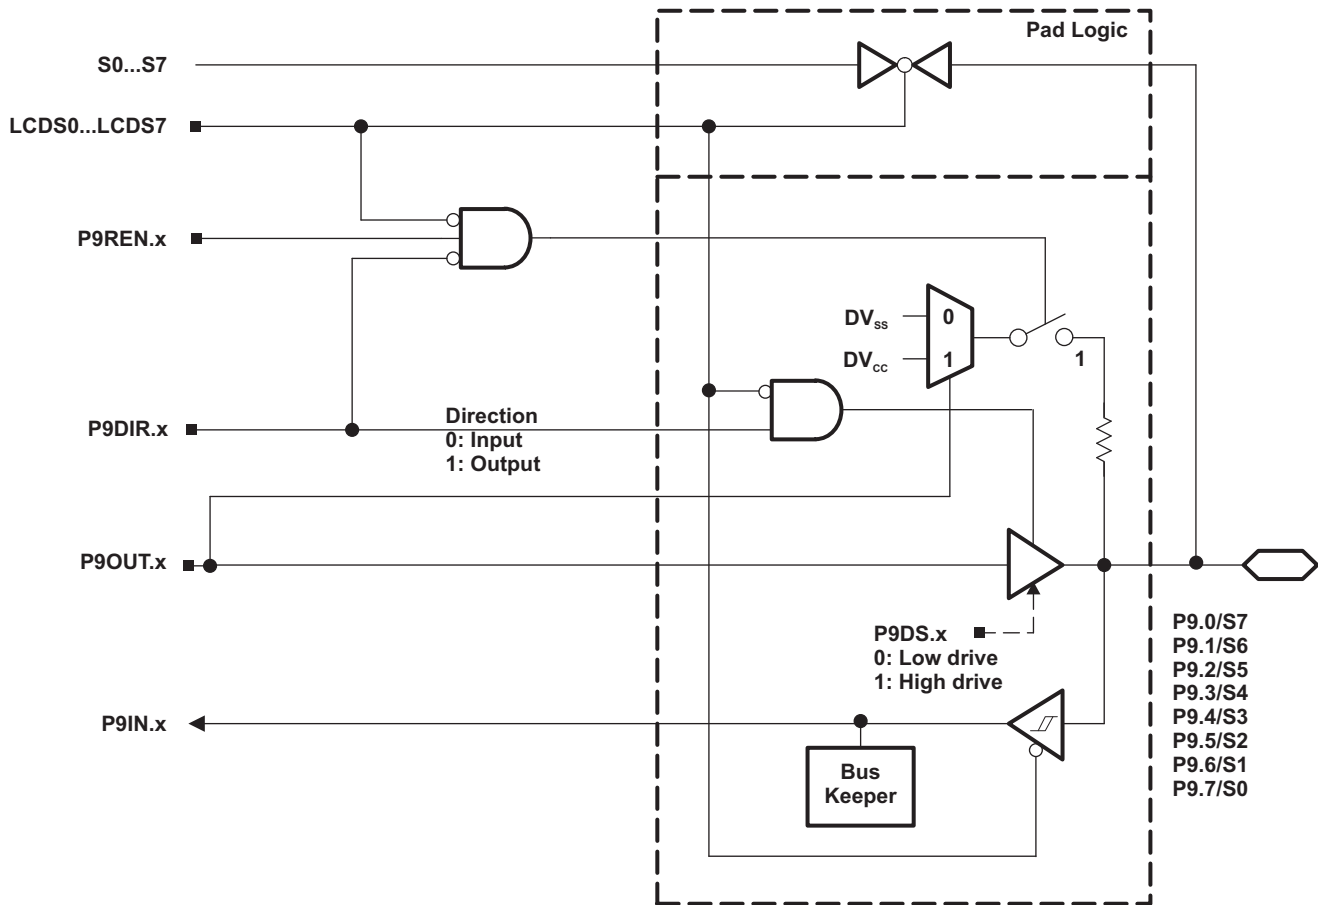 Pad Logic
S0...S7
LCDS0...LCDS7
P9REN.x
DVSS
0
DVCC
1
1
P9DIR.x
Direction
0: Input
1: Output
P9OUT.x
P9DS.x
0: Low drive
1: High drive
P9.0/S7
P9.1/S6
P9.2/S5
P9.3/S4
P9.4/S3
P9.5/S2
P9.6/S1
P9.7/S0
P9IN.x
Bus
Keeper